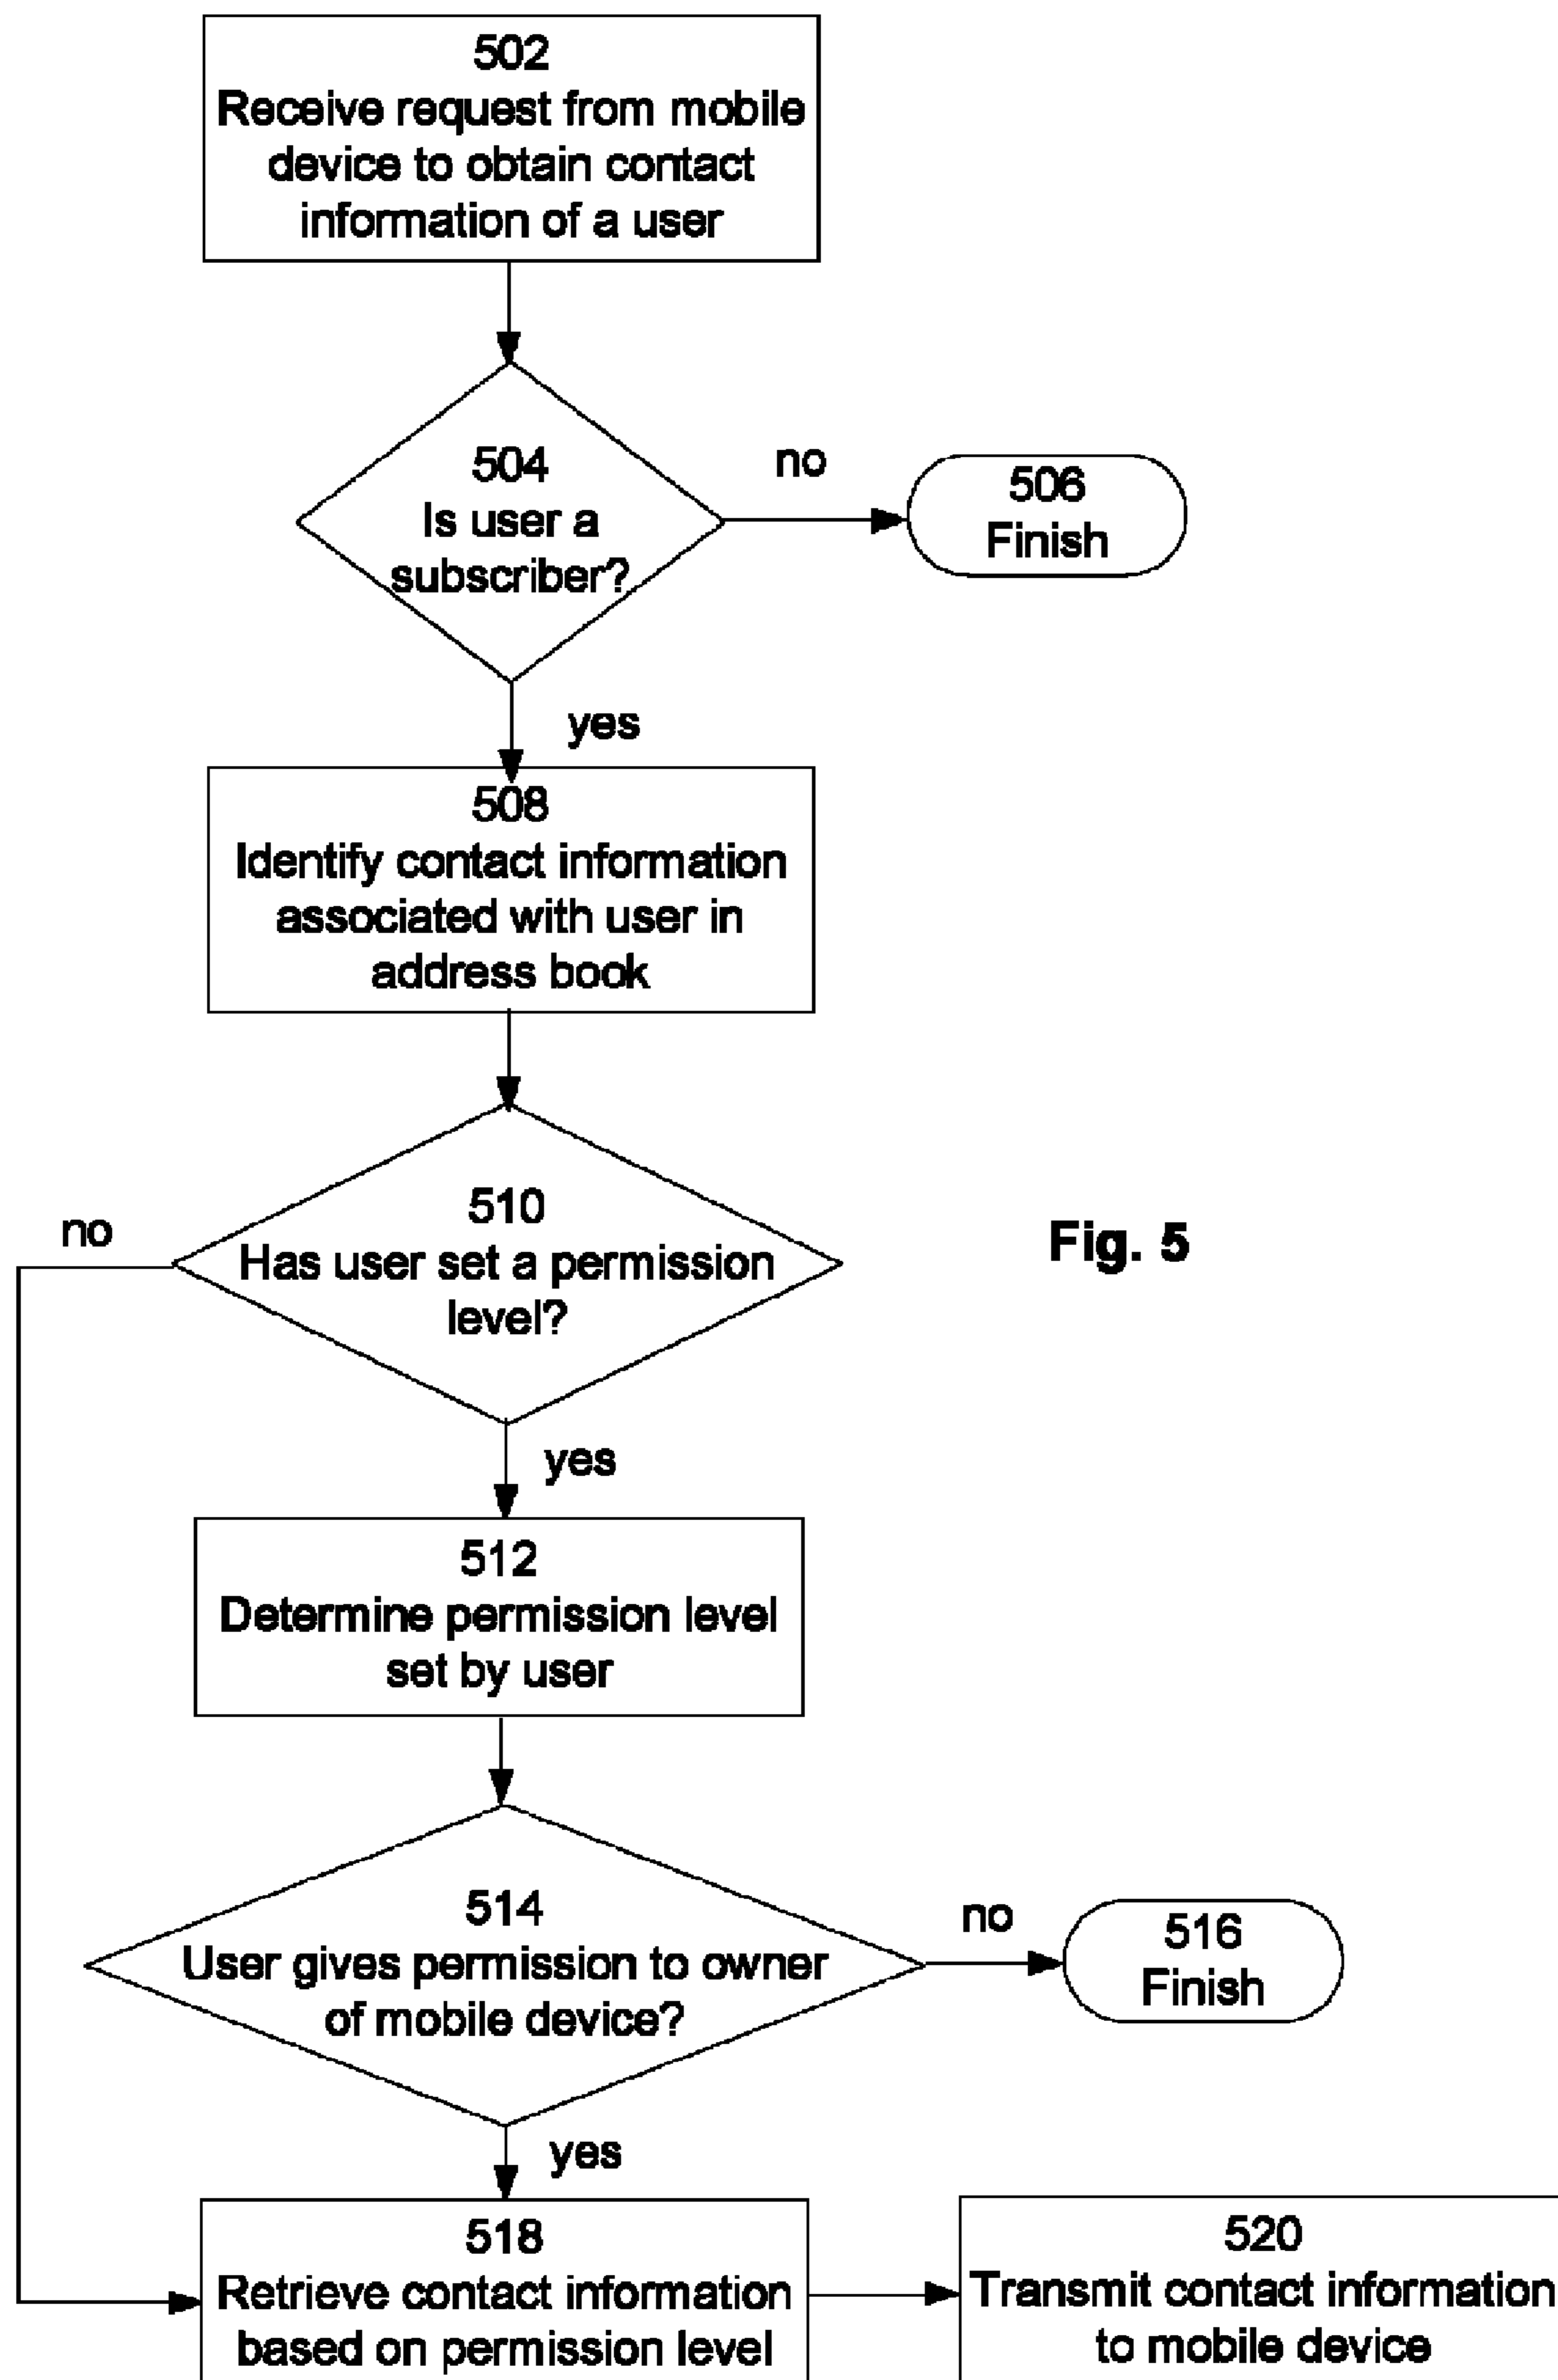 502
Receive request from mobile
device to obtain contact
information of a user
504
Is user a
subscriber?
no
506
Finish
yes
508
Identify contact information
associated with user in
address book
510
Has user set a permission
level?
no
Fig. 5
yes
512
Determine permission level
set by user
514
User gives permission to owner
of mobile device?
no
516
Finish
yes
518
Retrieve contact information
based on permission level
520
Transmit contact information
to mobile device